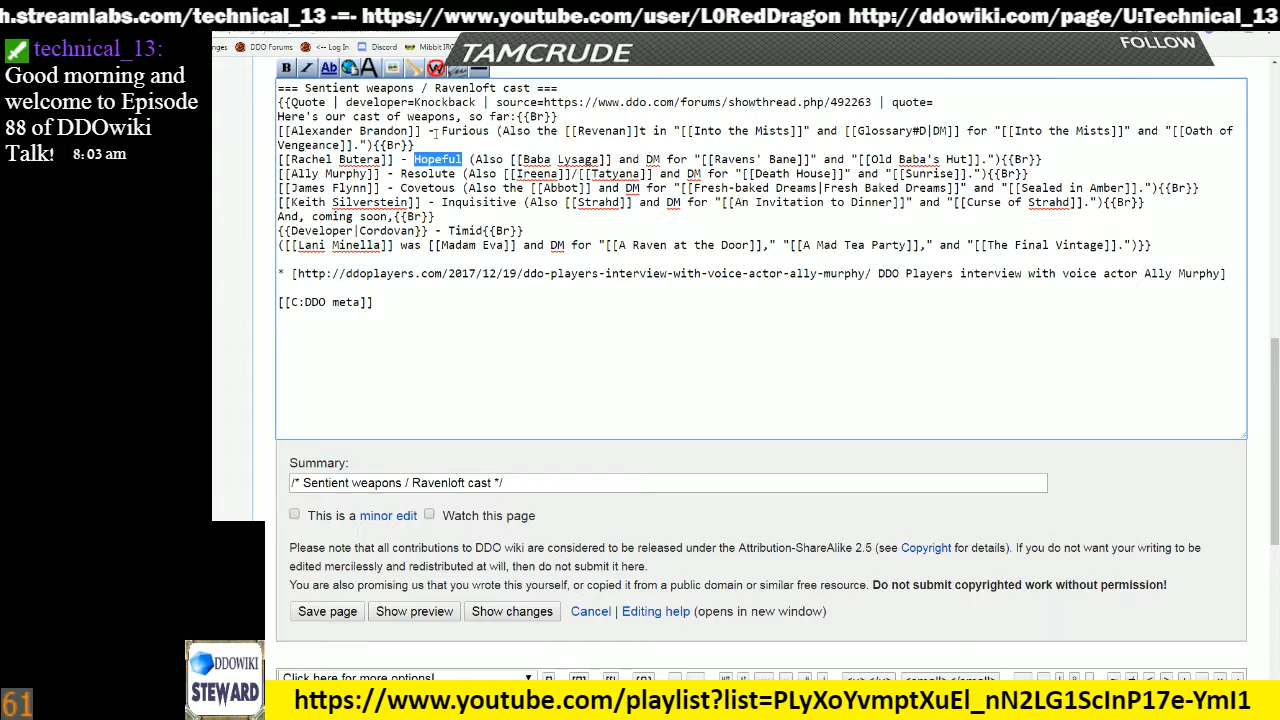 h.streamlabs.com/technical_13 -=- https://www.youtube.com/user/L0RedDragon http://ddowiki.com/page/U:Technical_13
technical_13:
Good morning and
welcome to Episode
88 of DDOwiki
Talk! 8:03 am
nges DDO Forums <-- Log In Discord Mibbit IRC
TAMCRUDE
FOLLOW
B I Ab A W
=== Sentient weapons / Ravenloft cast ===
{{Quote | developer=Knockback | source=https://www.ddo.com/forums/showthread.php/492263 | quote=
Here's our cast of weapons, so far:{{Br}}
[[Alexander Brandon]] - Furious (Also the [[Revenan]]t in "[[Into the Mists]]" and [[Glossary#D|DM]] for "[[Into the Mists]]" and "[[Oath of
Vengeance]]."){{Br}}
[[Rachel Butera]] - Hopeful (Also [[Baba Lysaga]] and DM for "[[Ravens' Bane]]" and "[[Old Baba's Hut]]."){{Br}}
[[Ally Murphy]] - Resolute (Also [[Ireena]]/[[Tatyana]] and DM for "[[Death House]]" and "[[Sunrise]]."){{Br}}
[[James Flynn]] - Covetous (Also the [[Abbot]] and DM for "[[Fresh-baked Dreams|Fresh Baked Dreams]]" and "[[Sealed in Amber]]."){{Br}}
[[Keith Silverstein]] - Inquisitive (Also [[Strahd]] and DM for "[[An Invitation to Dinner]]" and "[[Curse of Strahd]]."){{Br}}
And, coming soon,{{Br}}
{{Developer|Cordovan}} - Timid{{Br}}
([[Lani Minella]] was [[Madam Eva]] and DM for "[[A Raven at the Door]]," "[[A Mad Tea Party]]," and "[[The Final Vintage]].")}}
* [http://ddoplayers.com/2017/12/19/ddo-players-interview-with-voice-actor-ally-murphy/ DDO Players interview with voice actor Ally Murphy]
[[C:DDO meta]]
Summary:
/* Sentient weapons / Ravenloft cast */
This is a minor edit Watch this page
Please note that all contributions to DDO wiki are considered to be released under the Attribution-ShareAlike 2.5 (see Copyright for details). If you do not want your writing to be
edited mercilessly and redistributed at will, then do not submit it here.
You are also promising us that you wrote this yourself, or copied it from a public domain or similar free resource. Do not submit copyrighted work without permission!
Save page Show preview Show changes Cancel | Editing help (opens in new window)
Click here for more options!
DDOWIKI
STEWARD
61
https://www.youtube.com/playlist?list=PLyXoYvmptXuEl_nN2LG1ScInP17e-YmI1